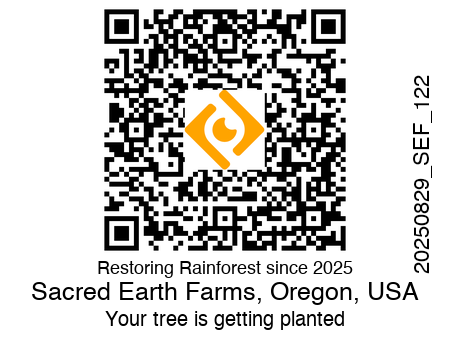 Restoring Rainforest since 2025
Sacred Earth Farms, Oregon, USA
Your tree is getting planted
20250829_SEF_122